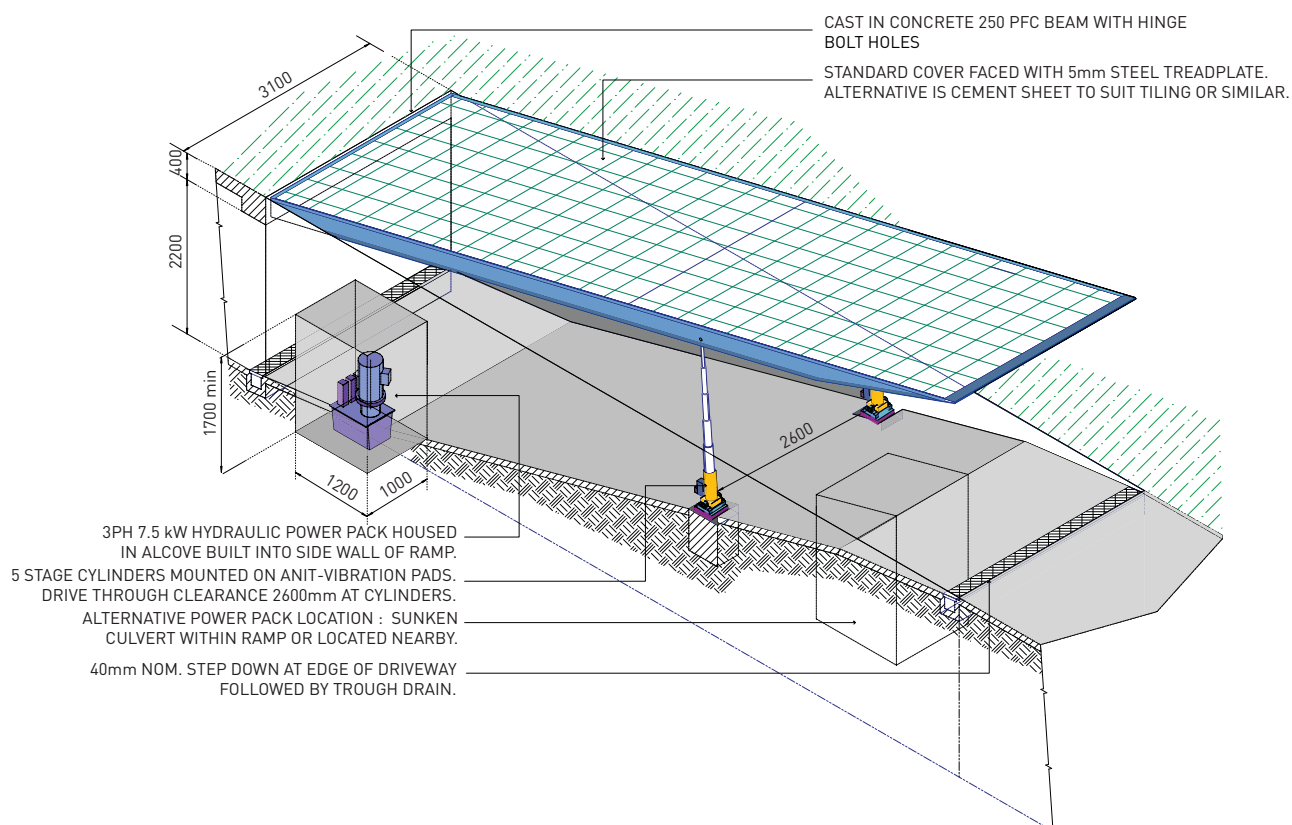 CAST IN CONCRETE 250 PFC BEAM WITH HINGE
BOLT HOLES
STANDARD COVER FACED WITH 5mm STEEL TREADPLATE.
ALTERNATIVE IS CEMENT SHEET TO SUIT TILING OR SIMILAR.
3100
400
2200
1700 min
1200
1000
2600
3PH 7.5 kW HYDRAULIC POWER PACK HOUSED
IN ALCOVE BUILT INTO SIDE WALL OF RAMP.
5 STAGE CYLINDERS MOUNTED ON ANIT-VIBRATION PADS.
DRIVE THROUGH CLEARANCE 2600mm AT CYLINDERS.
ALTERNATIVE POWER PACK LOCATION : SUNKEN
CULVERT WITHIN RAMP OR LOCATED NEARBY.
40mm NOM. STEP DOWN AT EDGE OF DRIVEWAY
FOLLOWED BY TROUGH DRAIN.